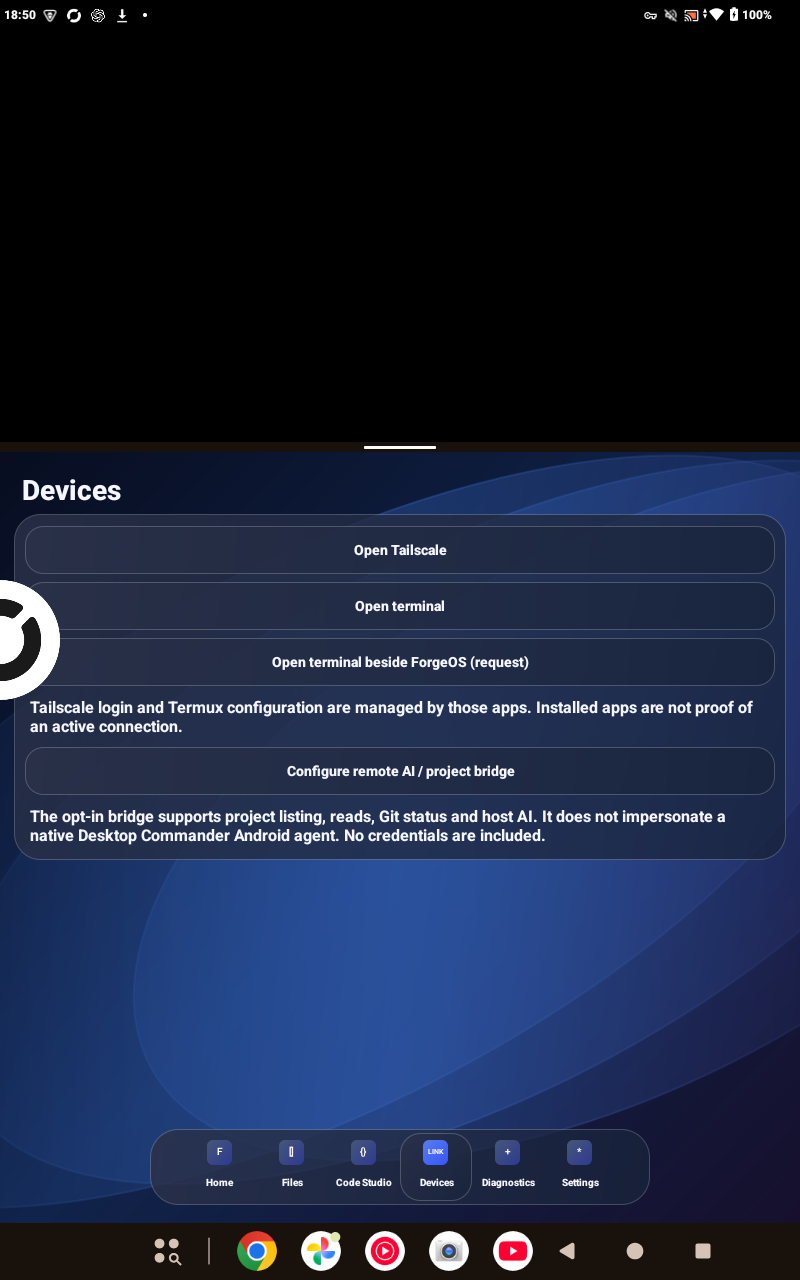 18:50
100%
Devices
Open Tailscale
Open terminal
Open terminal beside ForgeOS (request)
Tailscale login and Termux configuration are managed by those apps. Installed apps are not proof of
an active connection.
Configure remote AI / project bridge
The opt-in bridge supports project listing, reads, Git status and host AI. It does not impersonate a
native Desktop Commander Android agent. No credentials are included.
F
[]
{}
LINK
+
*
Home
Files
Code Studio
Devices
Diagnostics
Settings